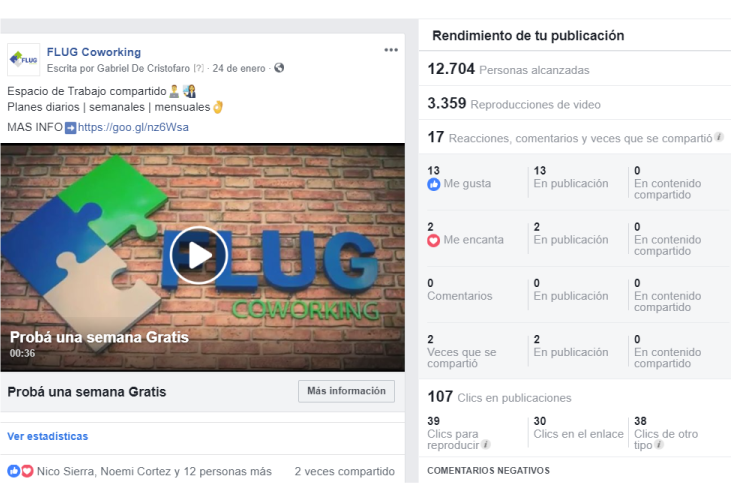 FLUG
FLUG Coworking
Escrita por Gabriel De Cristofaro [?] · 24 de enero ·
Espacio de Trabajo compartido
Planes diarios | semanales | mensuales
MAS INFO https://goo.gl/nz6Wsa
FLUG
COWORKING
Probá una semana Gratis
00:36
Probá una semana Gratis
Más información
Ver estadísticas
Nico Sierra, Noemi Cortez y 12 personas más
2 veces compartido
Rendimiento de tu publicación
12.704 Personas alcanzadas
3.359 Reproducciones de video
17 Reacciones, comentarios y veces que se compartió i
13
Me gusta
13
En publicación
0
En contenido
compartido
2
Me encanta
2
En publicación
0
En contenido
compartido
0
Comentarios
0
En publicación
0
En contenido
compartido
2
Veces que se
compartió
2
En publicación
0
En contenido
compartido
107 Clics en publicaciones
39
Clics para
reproducir i
30
Clics en el enlace
38
Clics de otro
tipo i
COMENTARIOS NEGATIVOS